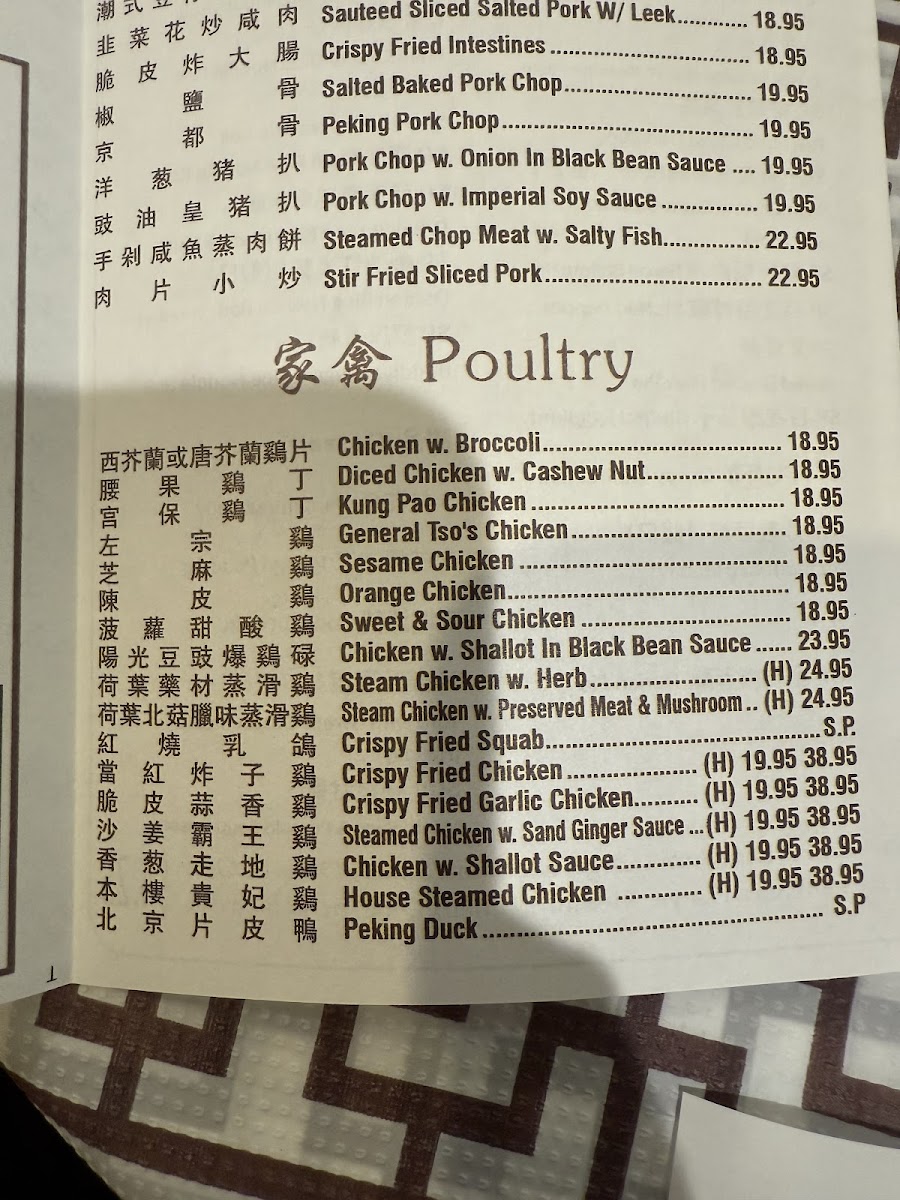 潮式豆
韭菜花炒咸肉 Sauteed Sliced Salted Pork W/ Leek 18.95
脆皮炸大腸 Crispy Fried Intestines 18.95
椒鹽骨 Salted Baked Pork Chop 19.95
京都骨 Peking Pork Chop 19.95
洋葱猪扒 Pork Chop w. Onion In Black Bean Sauce .... 19.95
豉油皇猪扒 Pork Chop w. Imperial Soy Sauce 19.95
手剁咸魚蒸肉餅 Steamed Chop Meat w. Salty Fish 22.95
肉片小炒 Stir Fried Sliced Pork 22.95
家禽 Poultry
西芥蘭或唐芥蘭鷄片 Chicken w. Broccoli 18.95
腰果鷄丁 Diced Chicken w. Cashew Nut 18.95
宮保鷄丁 Kung Pao Chicken 18.95
左宗鷄 General Tso's Chicken 18.95
芝麻鷄 Sesame Chicken 18.95
陳皮鷄 Orange Chicken 18.95
菠蘿甜酸鷄 Sweet & Sour Chicken 18.95
陽光豆豉爆鷄碌 Chicken w. Shallot In Black Bean Sauce ...... 23.95
荷葉藥材蒸滑鷄 Steam Chicken w. Herb (H) 24.95
荷葉北菇臘味蒸滑鷄 Steam Chicken w. Preserved Meat & Mushroom .. (H) 24.95
紅燒乳鴿 Crispy Fried Squab S.P.
當紅炸子鷄 Crispy Fried Chicken (H) 19.95 38.95
脆皮蒜香鷄 Crispy Fried Garlic Chicken (H) 19.95 38.95
沙姜霸王鷄 Steamed Chicken w. Sand Ginger Sauce ...(H) 19.95 38.95
香葱走地鷄 Chicken w. Shallot Sauce (H) 19.95 38.95
本樓貴妃鷄 House Steamed Chicken (H) 19.95 38.95
北京片皮鴨 Peking Duck S.P